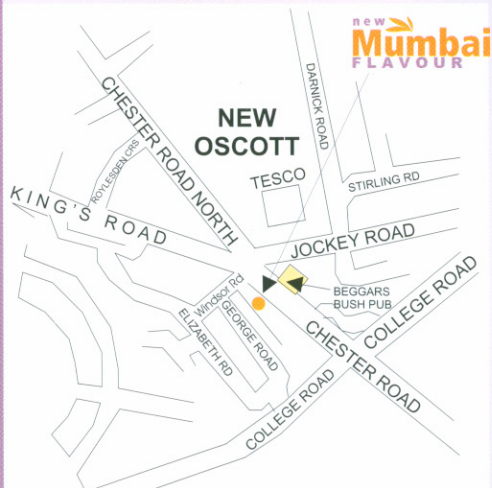 new
Mumbai
FLAVOUR
NEW
OSCOTT
DARNICK ROAD
CHESTER ROAD NORTH
ROYLESDEN CRS
TESCO
STIRLING RD
KING'S ROAD
JOCKEY ROAD
Windsor Rd
BEGGARS
BUSH PUB
ELIZABETH RD
GEORGE ROAD
COLLEGE ROAD
CHESTER ROAD
COLLEGE ROAD